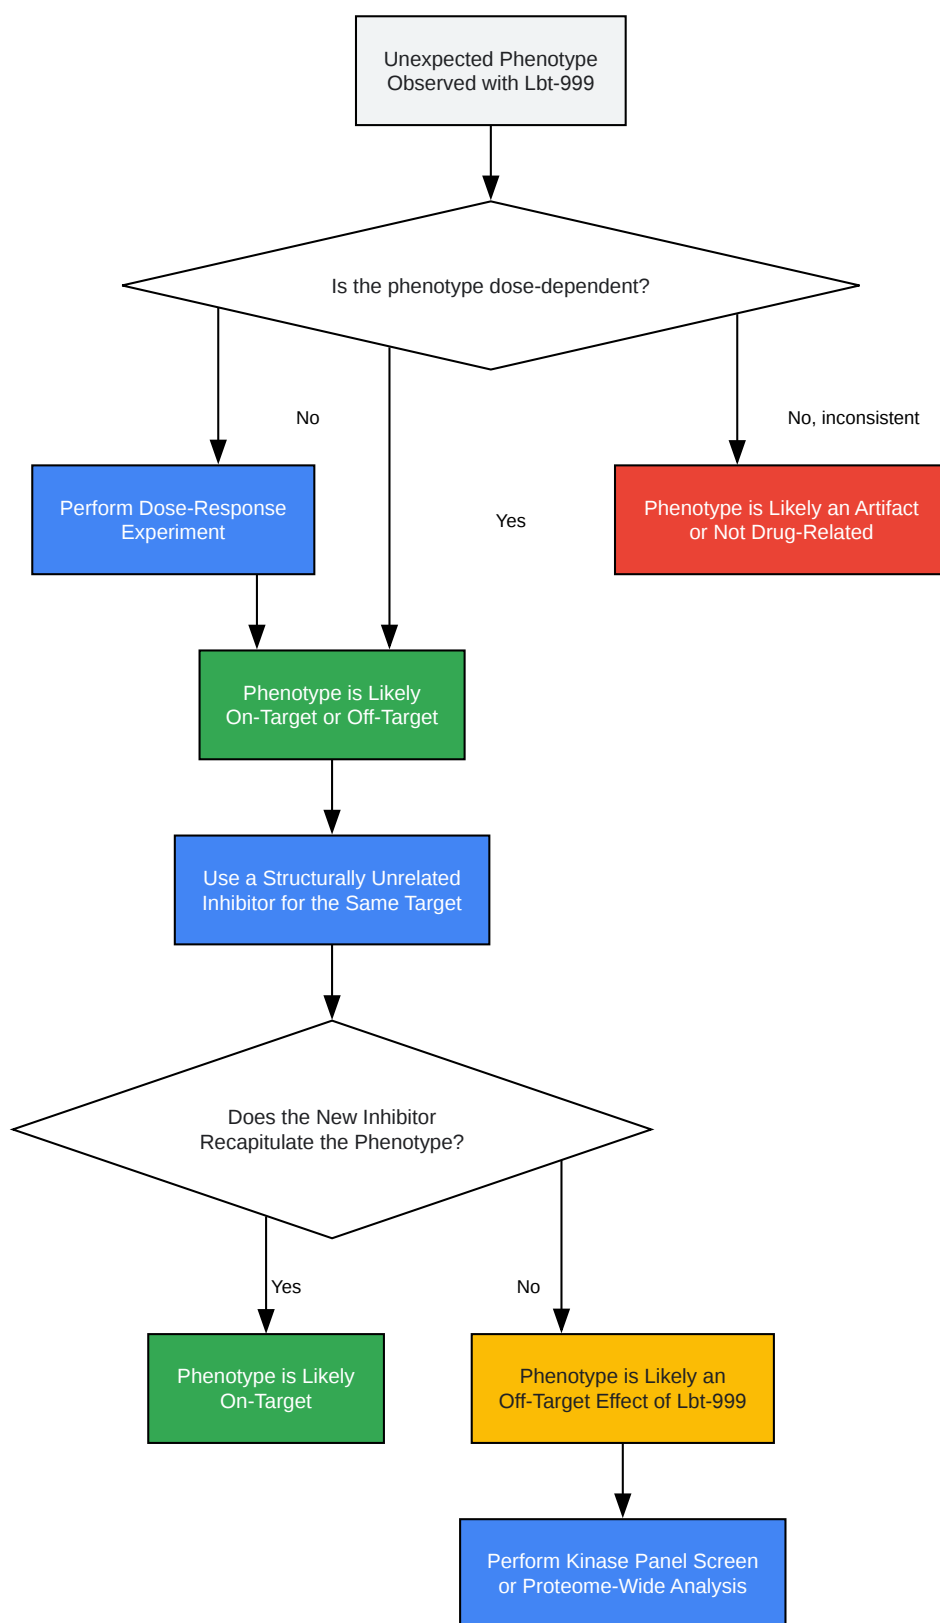 Unexpected Phenotype
Observed with Lbt-999
Is the phenotype dose-dependent?
No
No, inconsistent
Perform Dose-Response
Experiment
Yes
Phenotype is Likely an Artifact
or Not Drug-Related
Phenotype is Likely
On-Target or Off-Target
Use a Structurally Unrelated
Inhibitor for the Same Target
Does the New Inhibitor
Recapitulate the Phenotype?
Yes
No
Phenotype is Likely
On-Target
Phenotype is Likely an
Off-Target Effect of Lbt-999
Perform Kinase Panel Screen
or Proteome-Wide Analysis